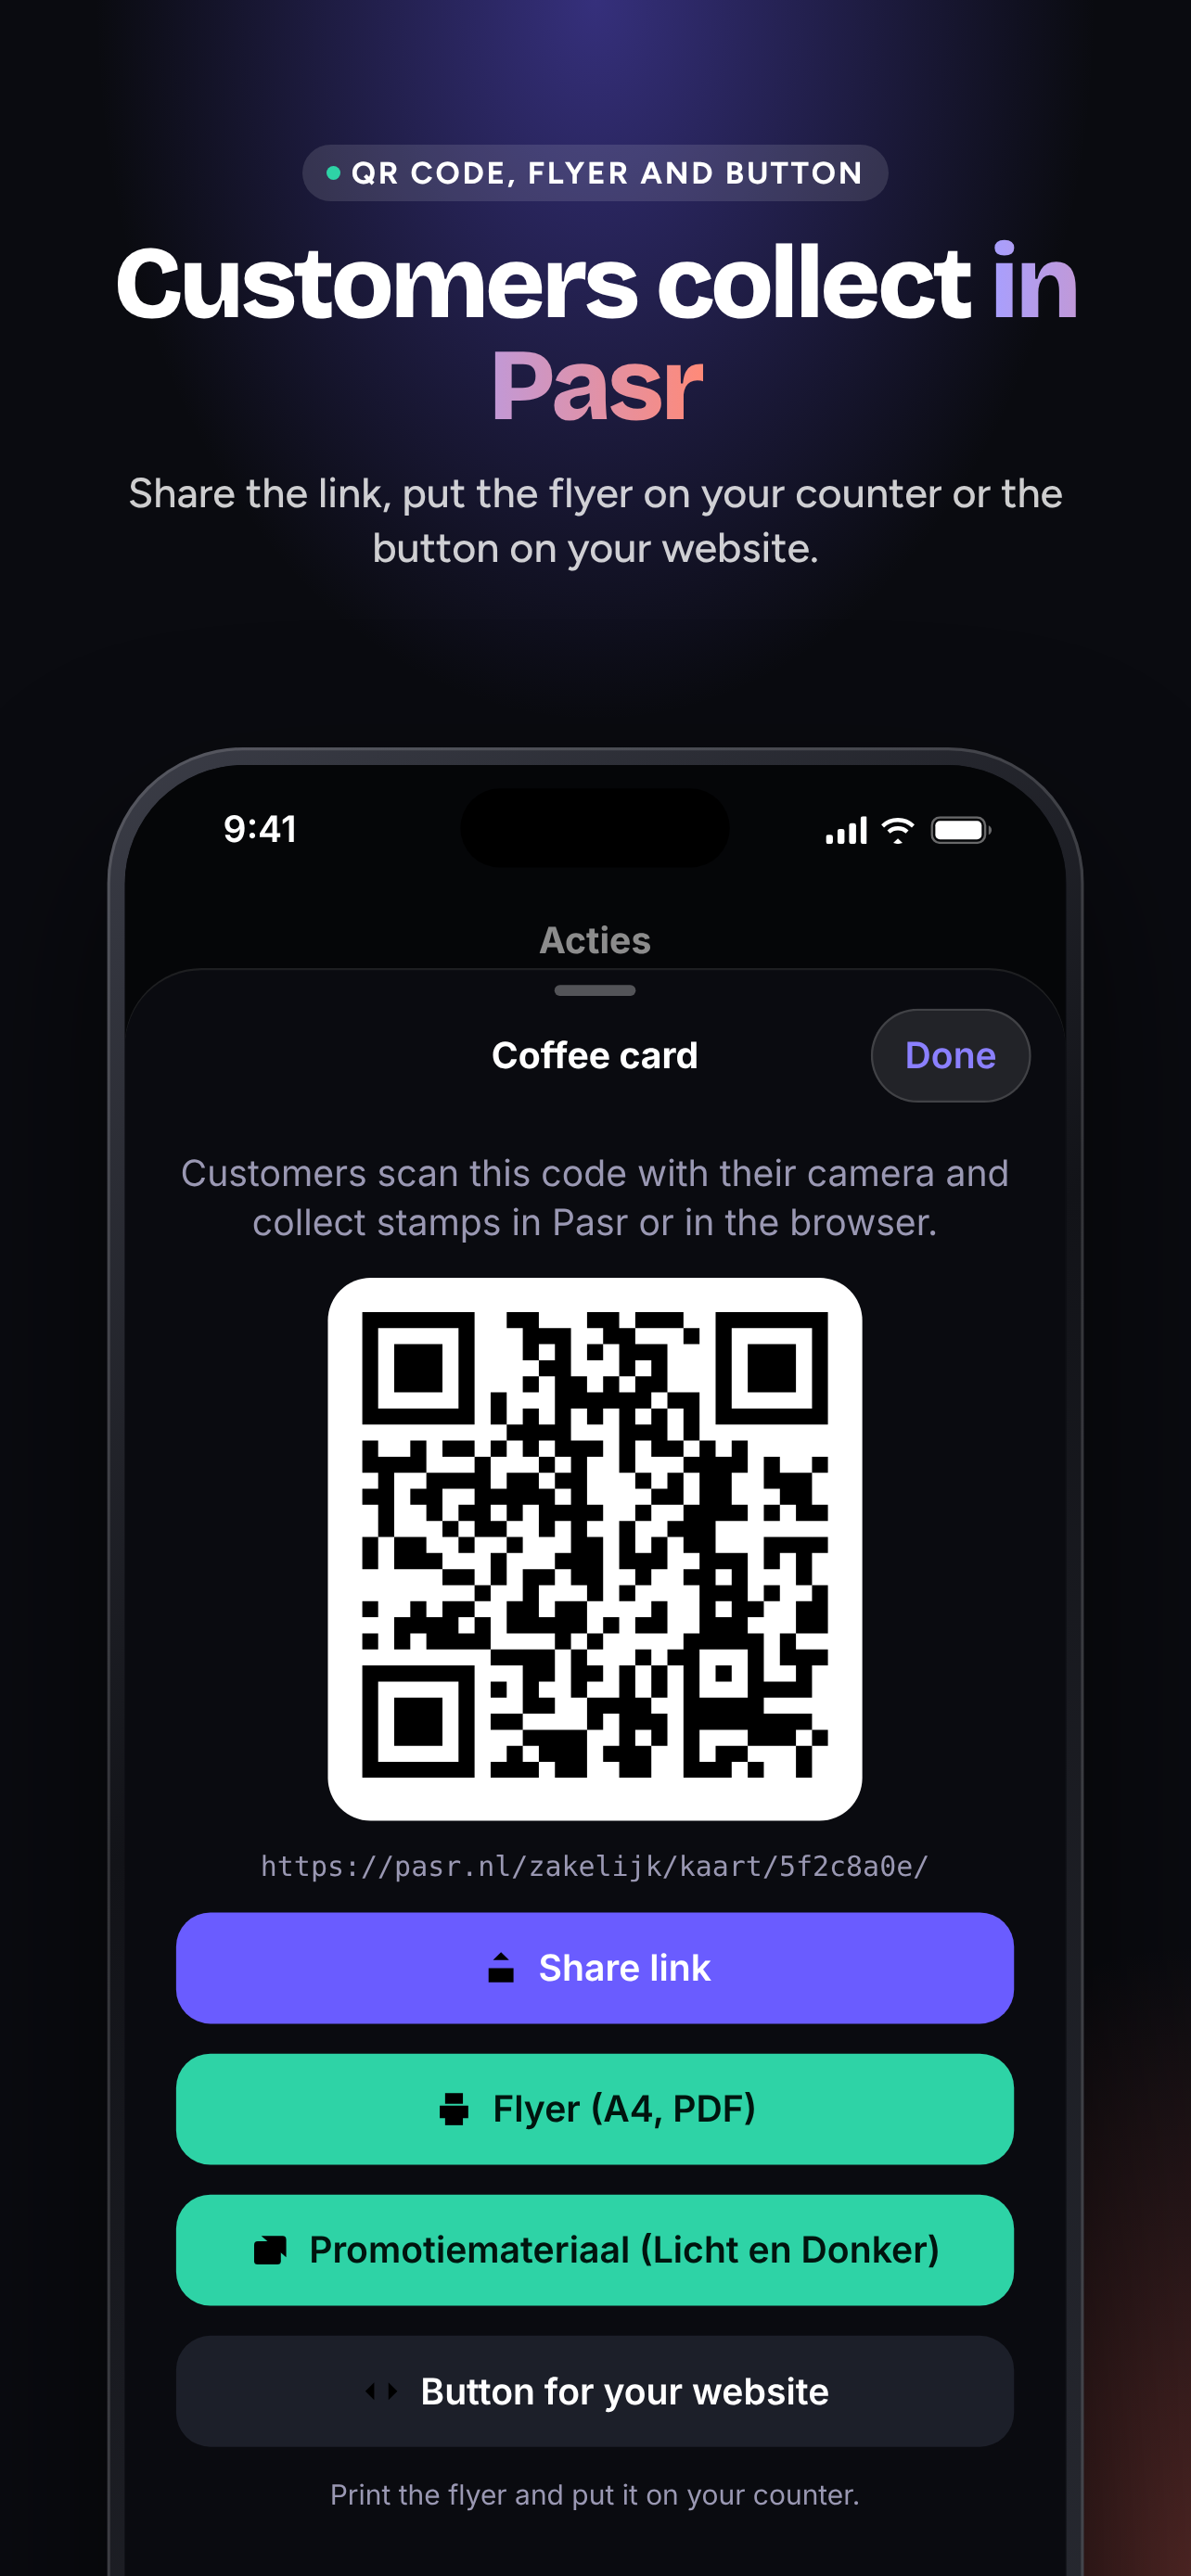 QR CODE, FLYER AND BUTTON
Customers collect in
Pasr
Share the link, put the flyer on your counter or the
button on your website.
9:41
Acties
Coffee card
Done
Customers scan this code with their camera and
collect stamps in Pasr or in the browser.
https://pasr.nl/zakelijk/kaart/5f2c8a0e/
Share link
Flyer (A4, PDF)
Promotiemateriaal (Licht en Donker)
Button for your website
Print the flyer and put it on your counter.